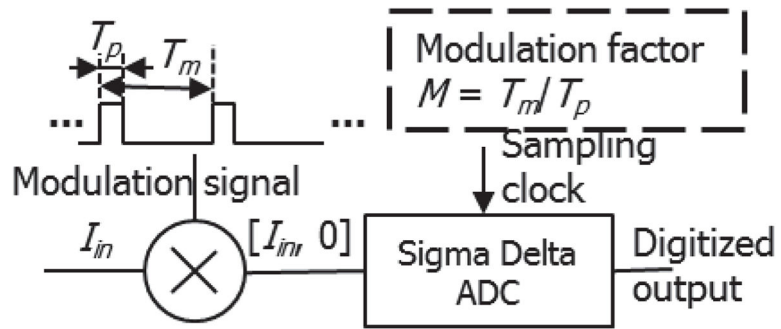 Tp
Tm
... ...
Modulation factor
M = Tm/Tp
Modulation signal
Sampling
clock
Iin
[Iin, 0]
Sigma Delta
ADC
Digitized
output